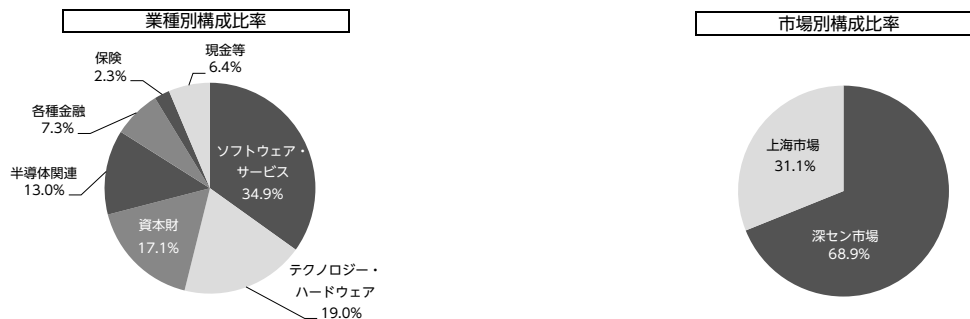 業種別構成比率
現金等
6.4%
保険
2.3%
各種金融
7.3%
半導体関連
13.0%
資本財
17.1%
ソフトウェア・
サービス
34.9%
テクノロジー・
ハードウェア
19.0%
市場別構成比率
上海市場
31.1%
深セン市場
68.9%